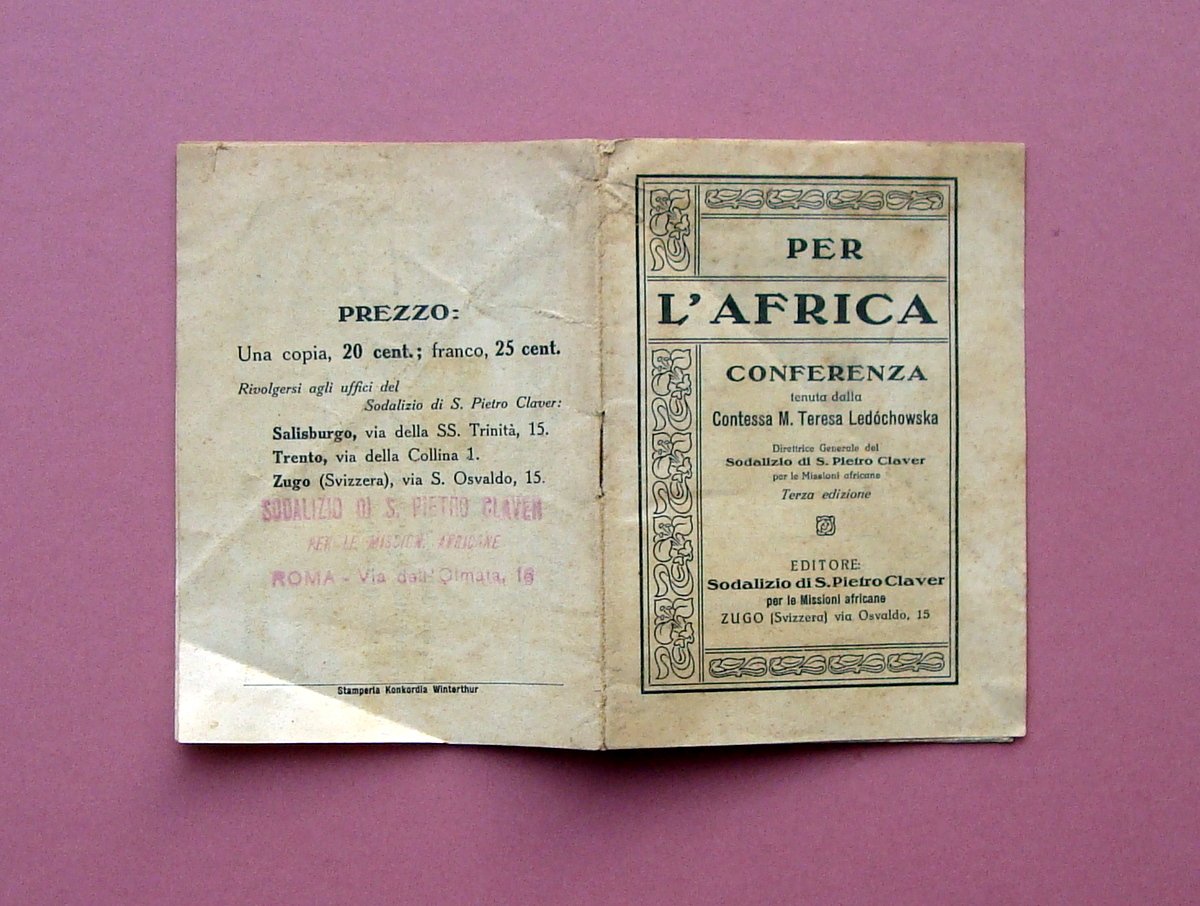 PREZZO:
Una copia, 20 cent.; franco, 25 cent.
Rivolgersi agli uffici del
Sodalizio di S. Pietro Claver:
Salisburgo, via della SS. Trinità, 15.
Trento, via della Collina 1.
Zugo (Svizzera), via S. Osvaldo, 15.
SODALIZIO DI S. PIETRO CLAVER
PER LE MISSIONI AFRICANE
ROMA - Via dell'Olmata, 16
Stamperia Konkordia Winterthur
PER
L'AFRICA
CONFERENZA
tenuta dalla
Contessa M. Teresa Ledóchowska
Direttrice Generale del
Sodalizio di S. Pietro Claver
per le Missioni africane
Terza edizione
EDITORE:
Sodalizio di S. Pietro Claver
per le Missioni africane
ZUGO (Svizzera) via Osvaldo, 15